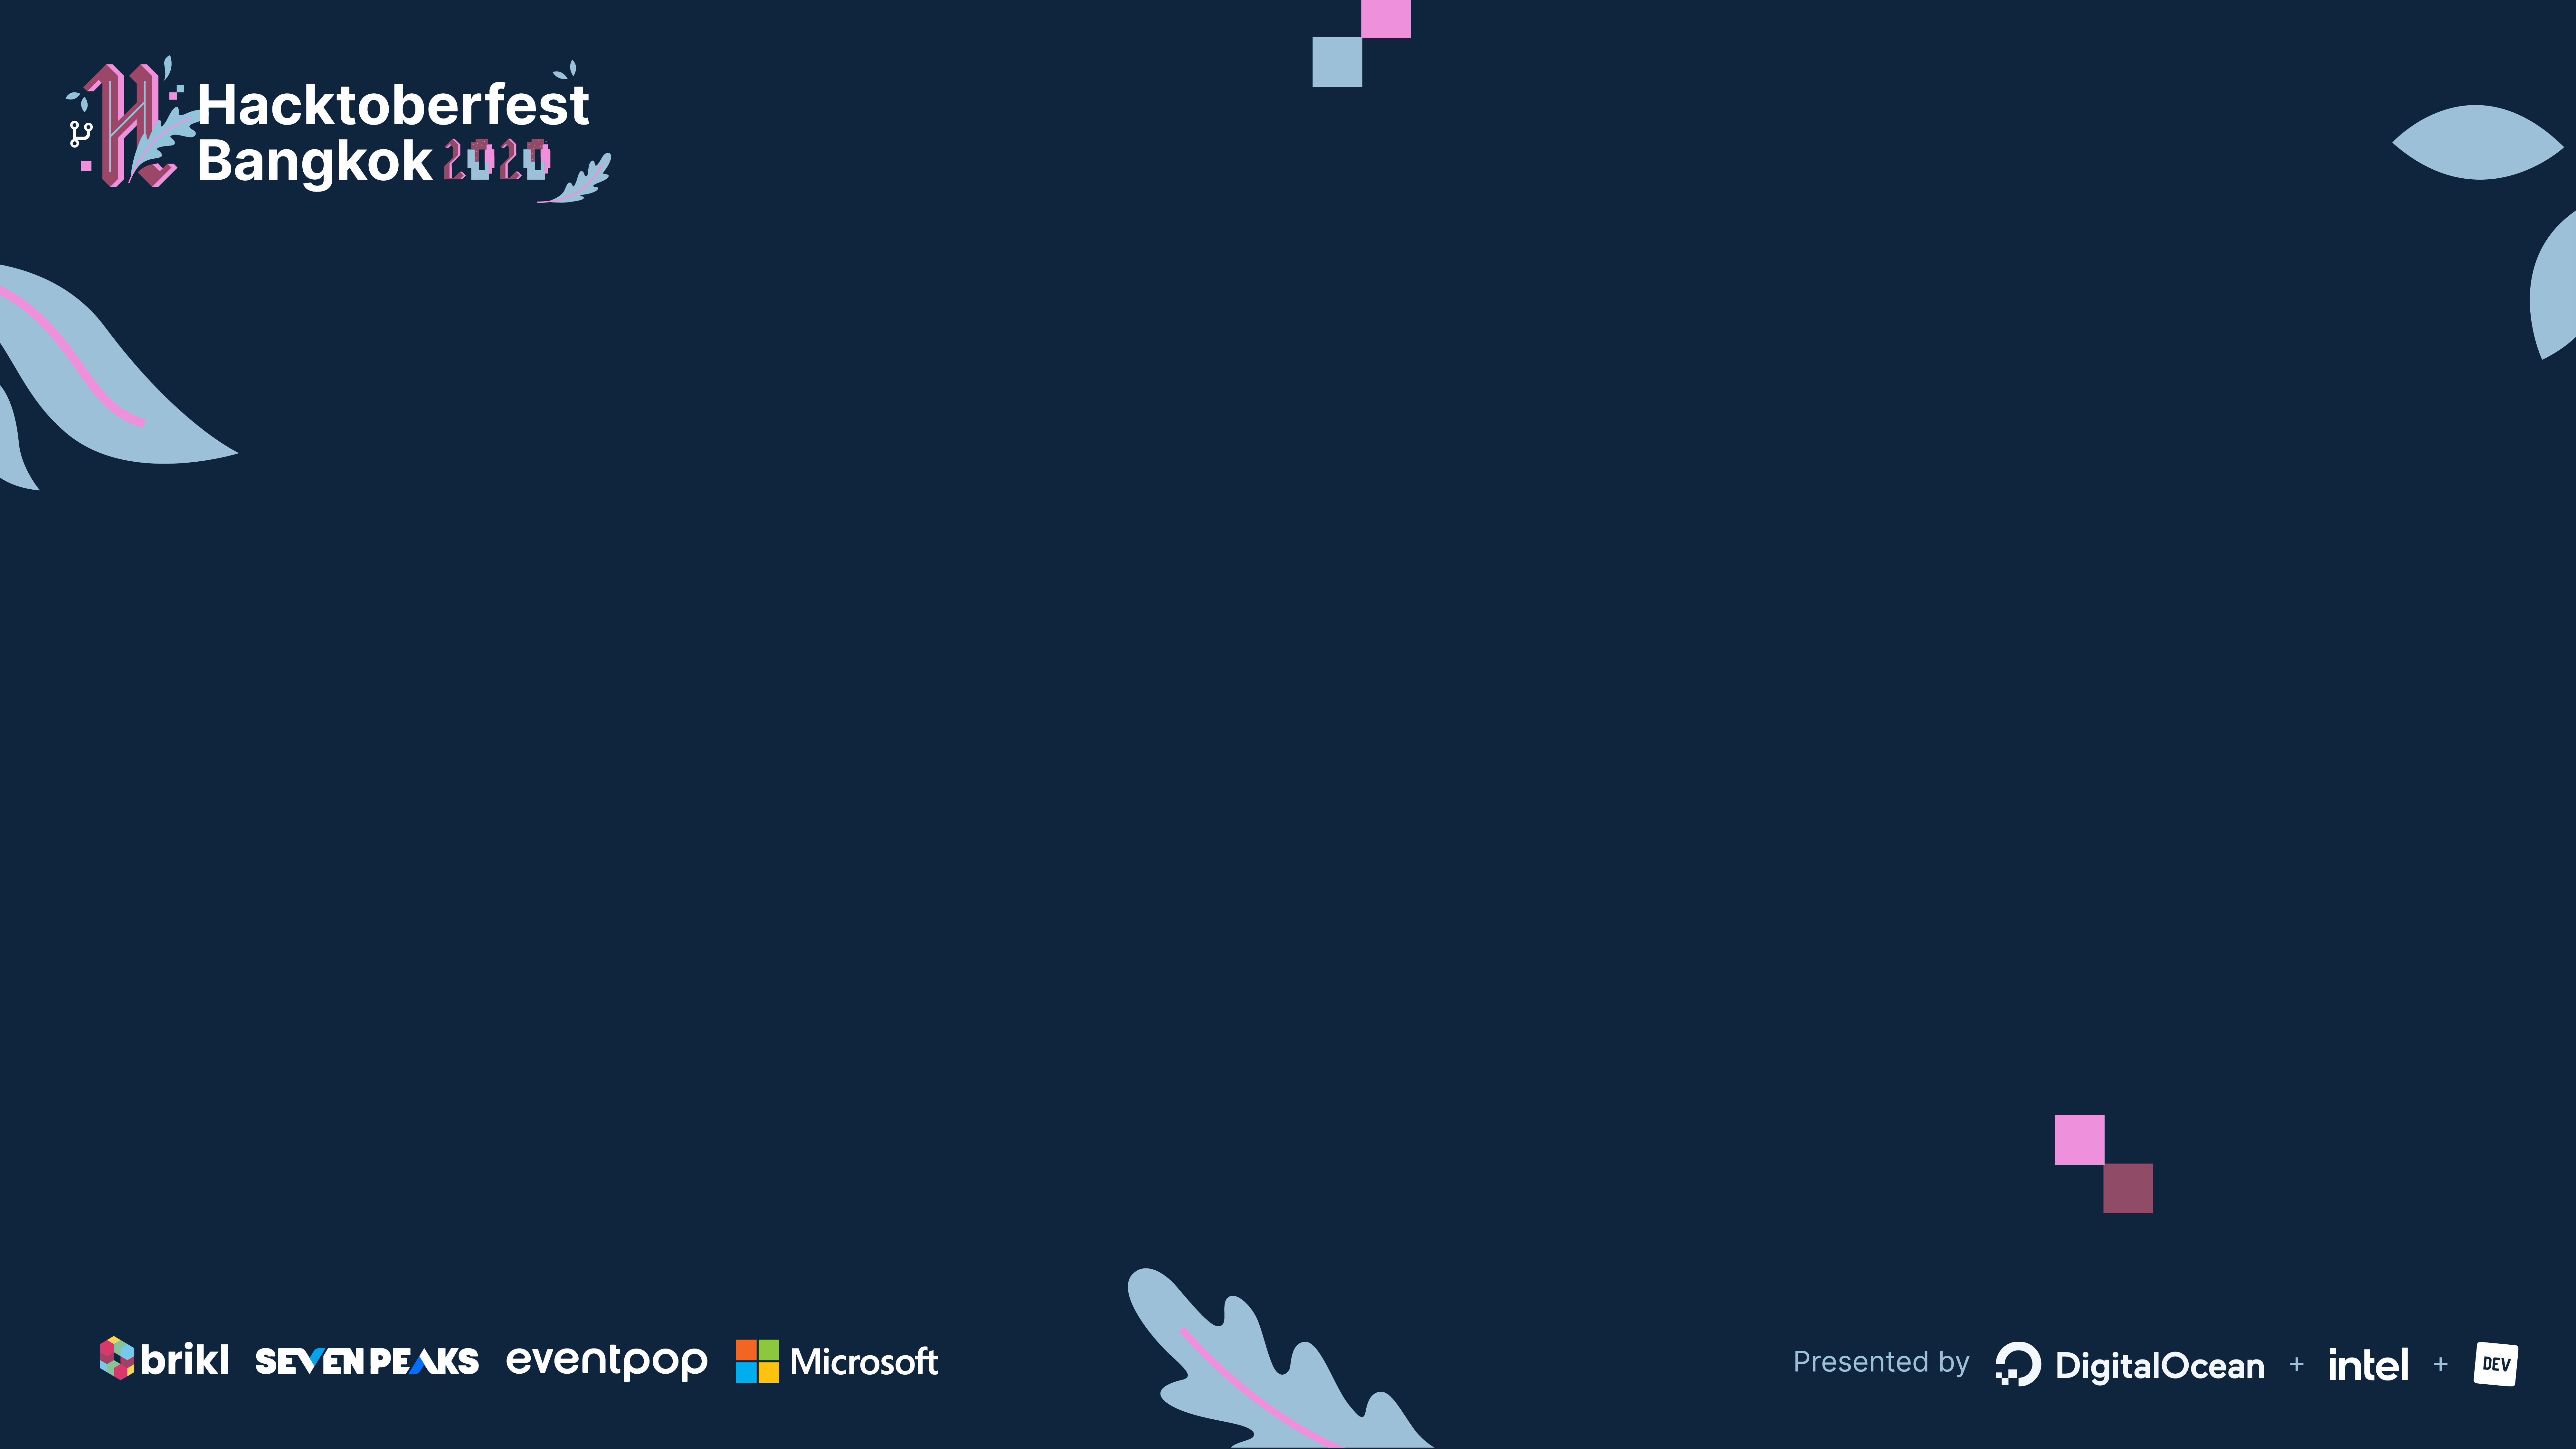 Hacktoberfest
Bangkok 2020
brikl SEVEN PEAKS eventpop Microsoft
Presented by DigitalOcean + intel + DEV